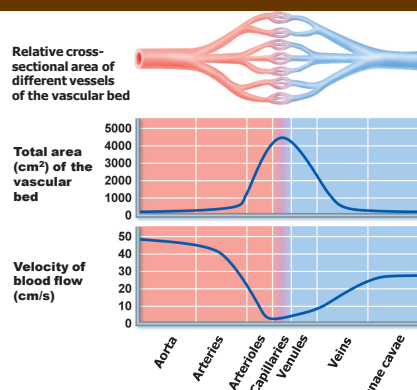 Relative cross-
sectional area of
different vessels
of the vascular bed
Total area
(cm²) of the
vascular
bed
5000
4000
3000
2000
1000
0
Velocity of
blood flow
(cm/s)
50
40
30
20
10
0
Aorta
Arteries
Arterioles
Capillaries
Venules
Veins
cavae